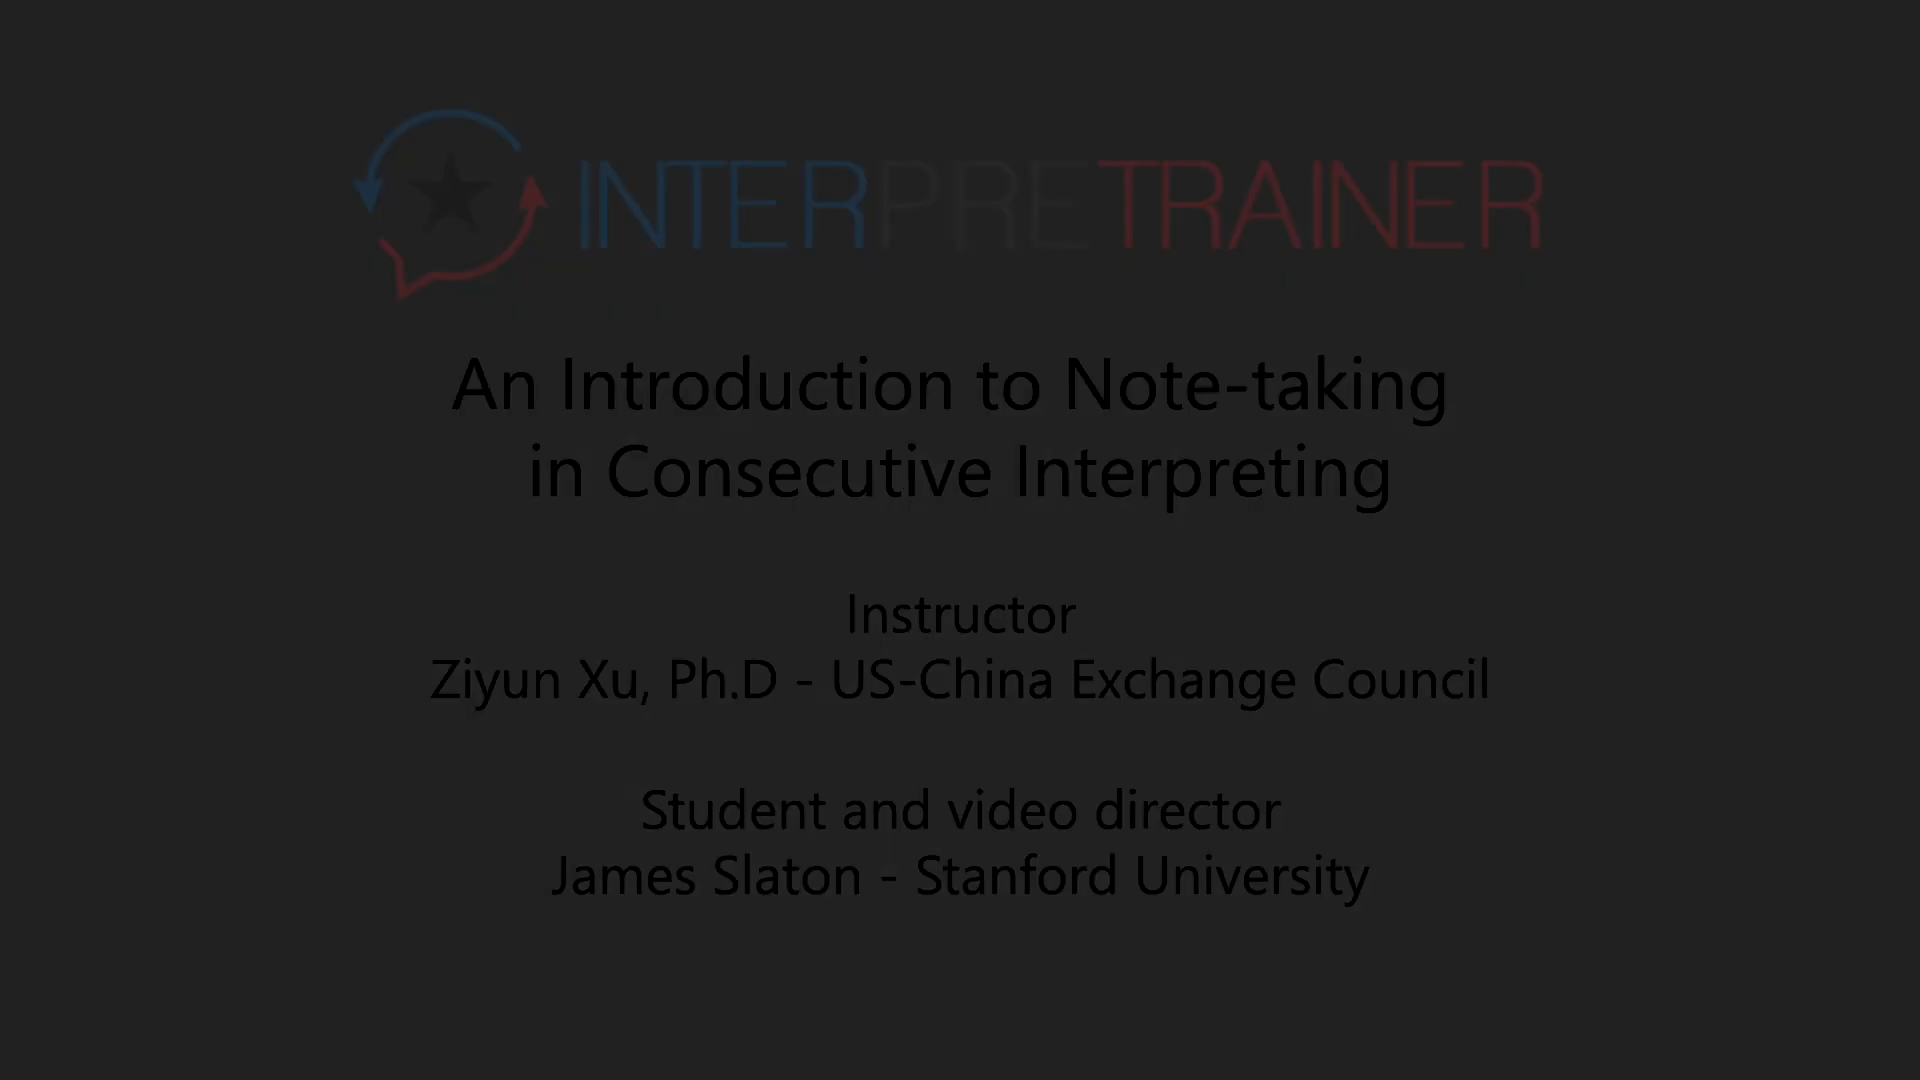 INTERPRETRAINER
An Introduction to Note-taking
in Consecutive Interpreting
Instructor
Ziyun Xu, Ph.D - US-China Exchange Council
Student and video director
James Slaton - Stanford University